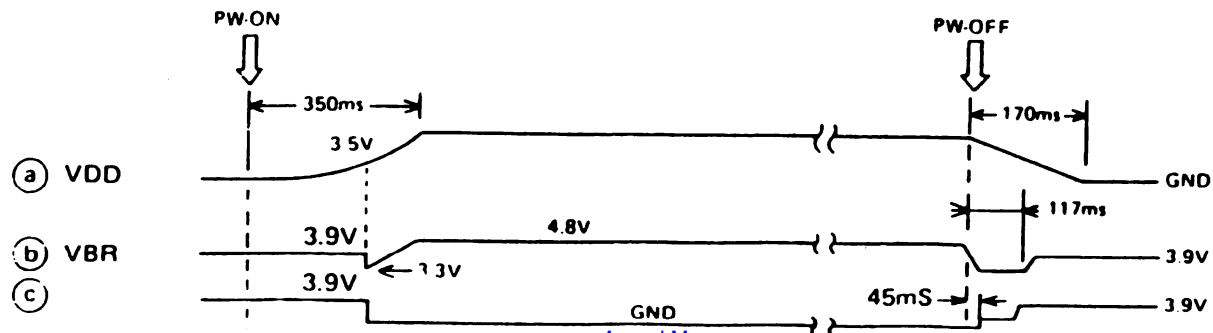 PW-ON
PW-OFF
350ms
170ms
3.5V
ⓐ VDD
GND
117ms
3.9V
4.8V
ⓑ VBR
3.3V
3.9V
ⓒ
3.9V
45mS
GND
3.9V